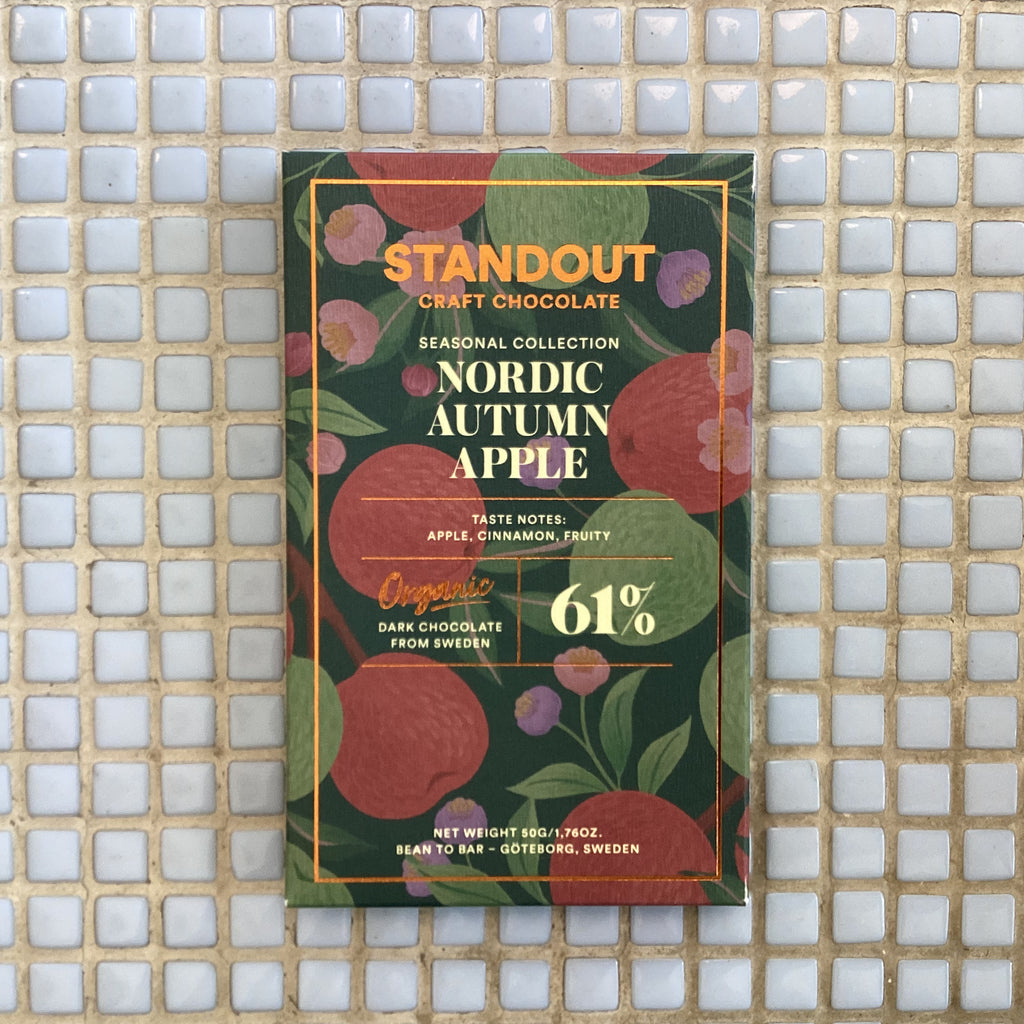 STANDOUT
CRAFT CHOCOLATE
SEASONAL COLLECTION
NORDIC
AUTUMN
APPLE
TASTE NOTES:
APPLE, CINNAMON, FRUITY
Organic
DARK CHOCOLATE
FROM SWEDEN
61%
NET WEIGHT 50G/1,76OZ.
BEAN TO BAR – GÖTEBORG, SWEDEN